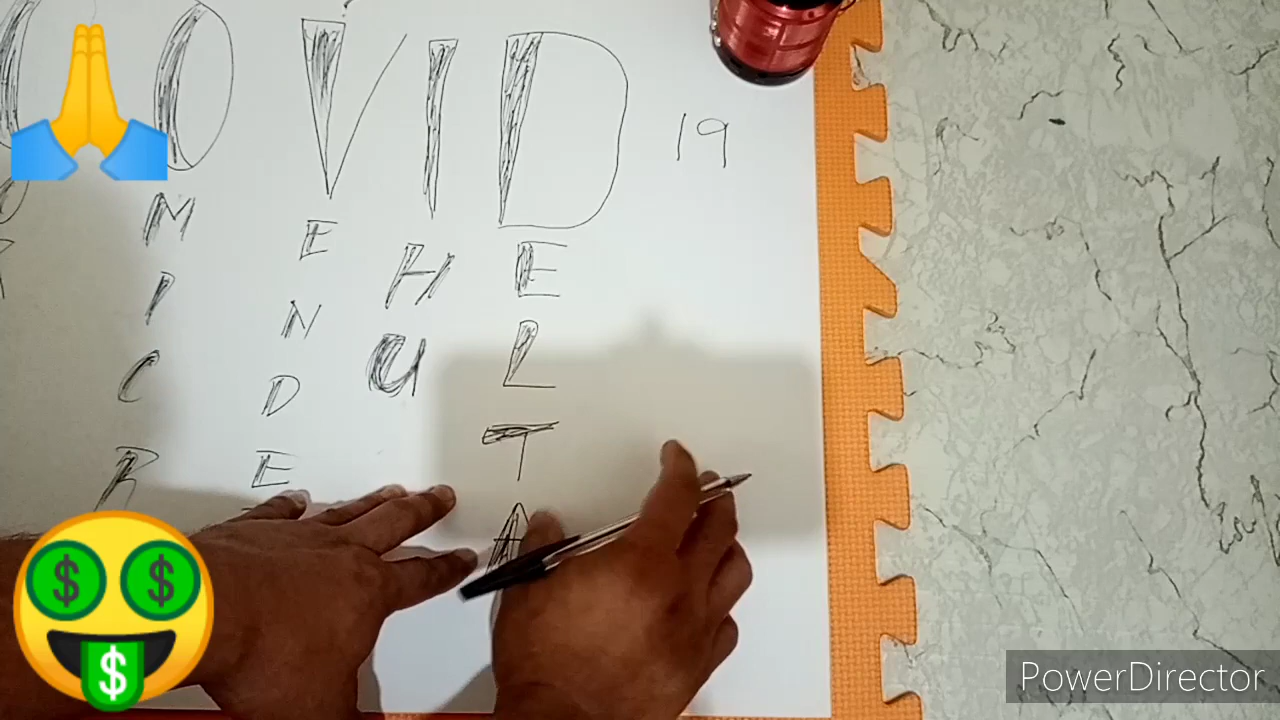 COVID 19
M E H E
I N U L
C D T
R E A
PowerDirector